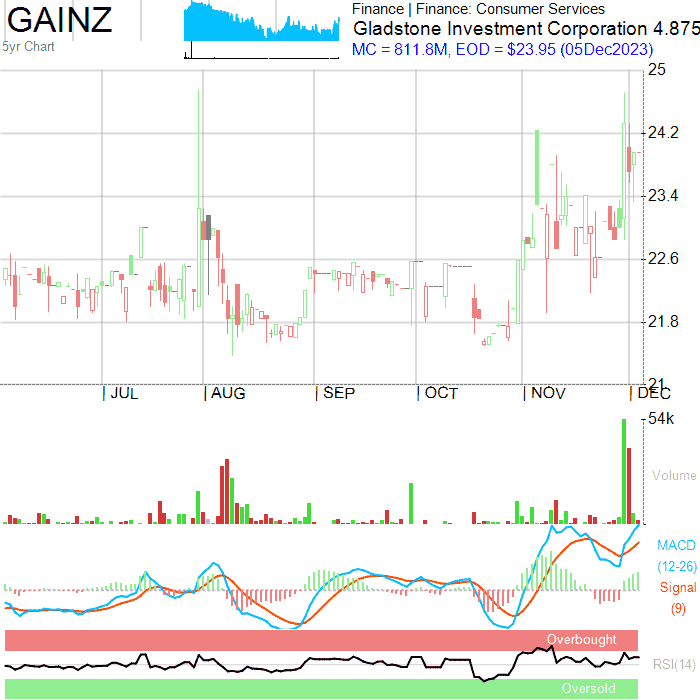 GAINZ
5yr Chart
Finance | Finance: Consumer Services
Gladstone Investment Corporation 4.875
MC = 811.8M, EOD = $23.95 (05Dec2023)
25
24.2
23.4
22.6
21.8
21
| JUL | AUG | SEP | OCT | NOV | DEC
54k
Volume
MACD
(12-26)
Signal
(9)
Overbought
RSI(14)
Oversold